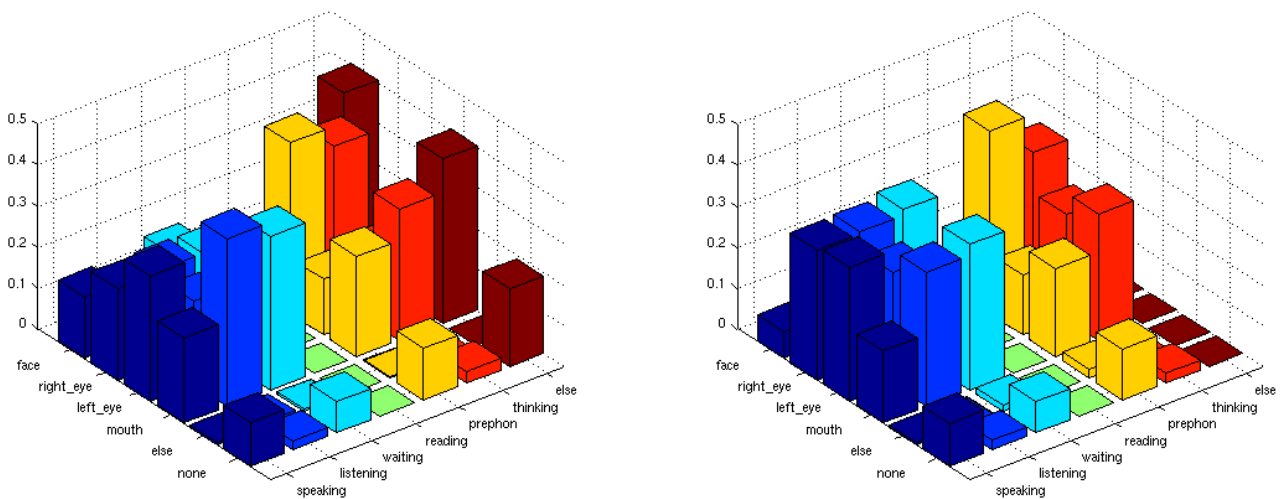 0.5
0.4
0.3
0.2
0.1
0
face
right_eye
left_eye
mouth
else
none
speaking
listening
waiting
reading
prephon
thinking
else
0.5
0.4
0.3
0.2
0.1
0
face
right_eye
left_eye
mouth
else
none
speaking
listening
waiting
reading
prephon
thinking
else